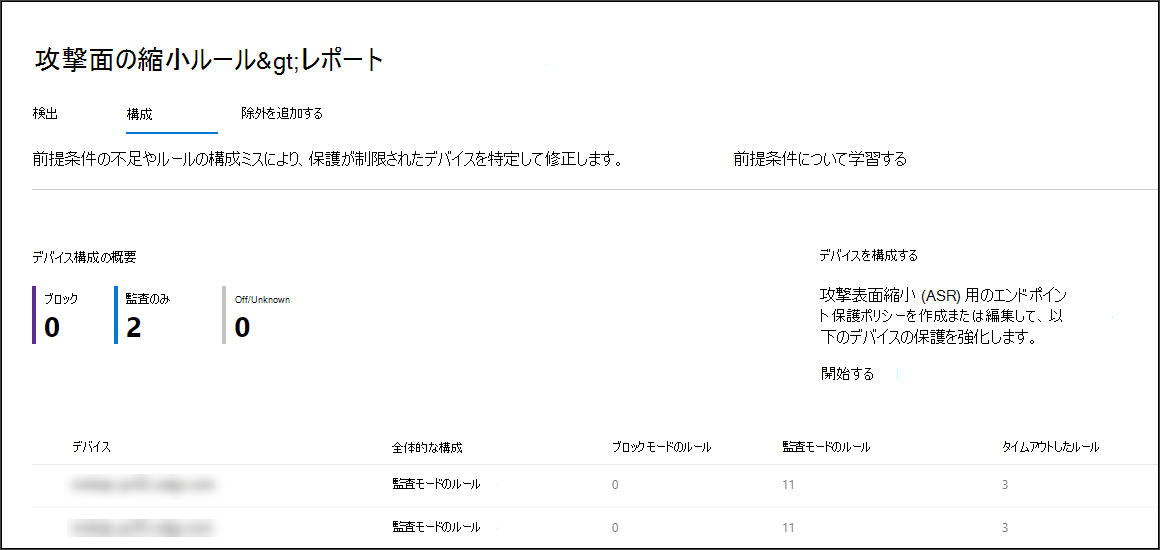 攻撃面の縮小ルール&gt;レポート
検出 構成 除外を追加する
前提条件の不足やルールの構成ミスにより、保護が制限されたデバイスを特定して修正します。 前提条件について学習する
デバイス構成の概要
ブロック 監査のみ Off/Unknown
0 2 0
デバイスを構成する
攻撃表面縮小 (ASR) 用のエンドポイン
ト保護ポリシーを作成または編集して、以
下のデバイスの保護を強化します。
開始する
デバイス 全体的な構成 ブロックモードのルール 監査モードのルール タイムアウトしたルール
監査モードのルール 0 11 3
監査モードのルール 0 11 3